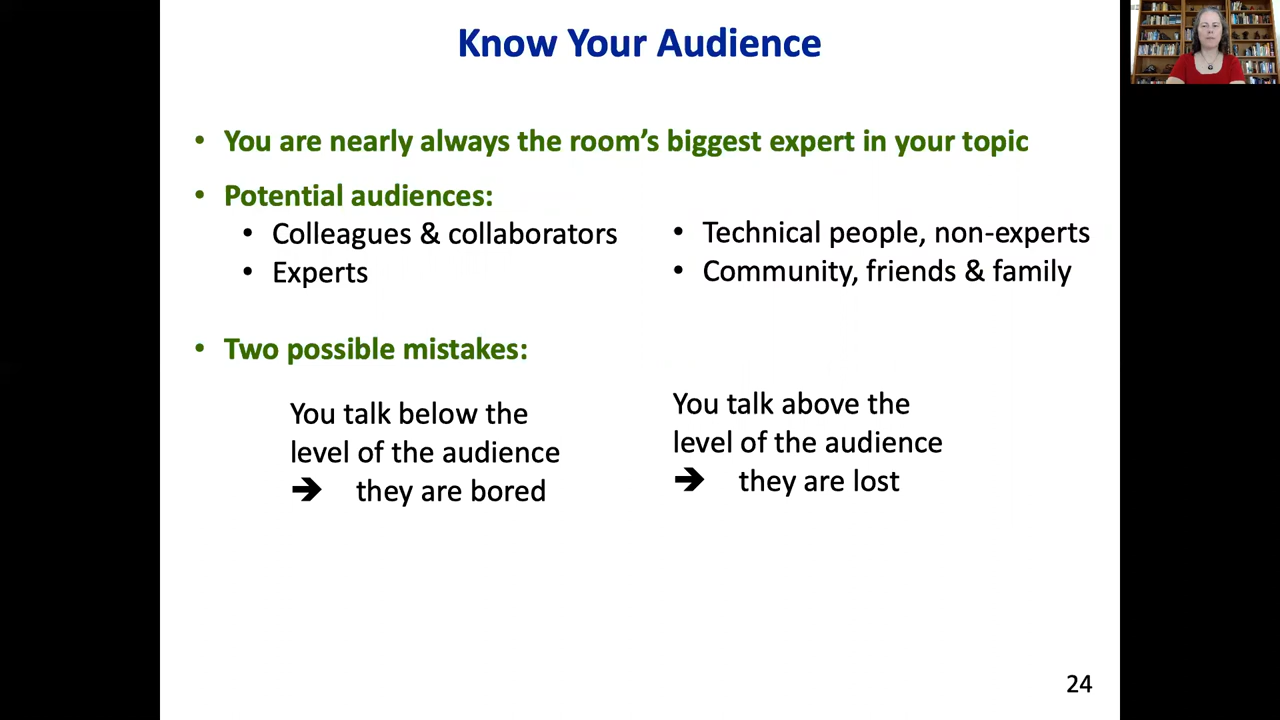 Know Your Audience
• You are nearly always the room's biggest expert in your topic
• Potential audiences:
• Colleagues & collaborators
• Experts
• Technical people, non-experts
• Community, friends & family
• Two possible mistakes:
You talk below the
level of the audience
➔ they are bored
You talk above the
level of the audience
➔ they are lost
24